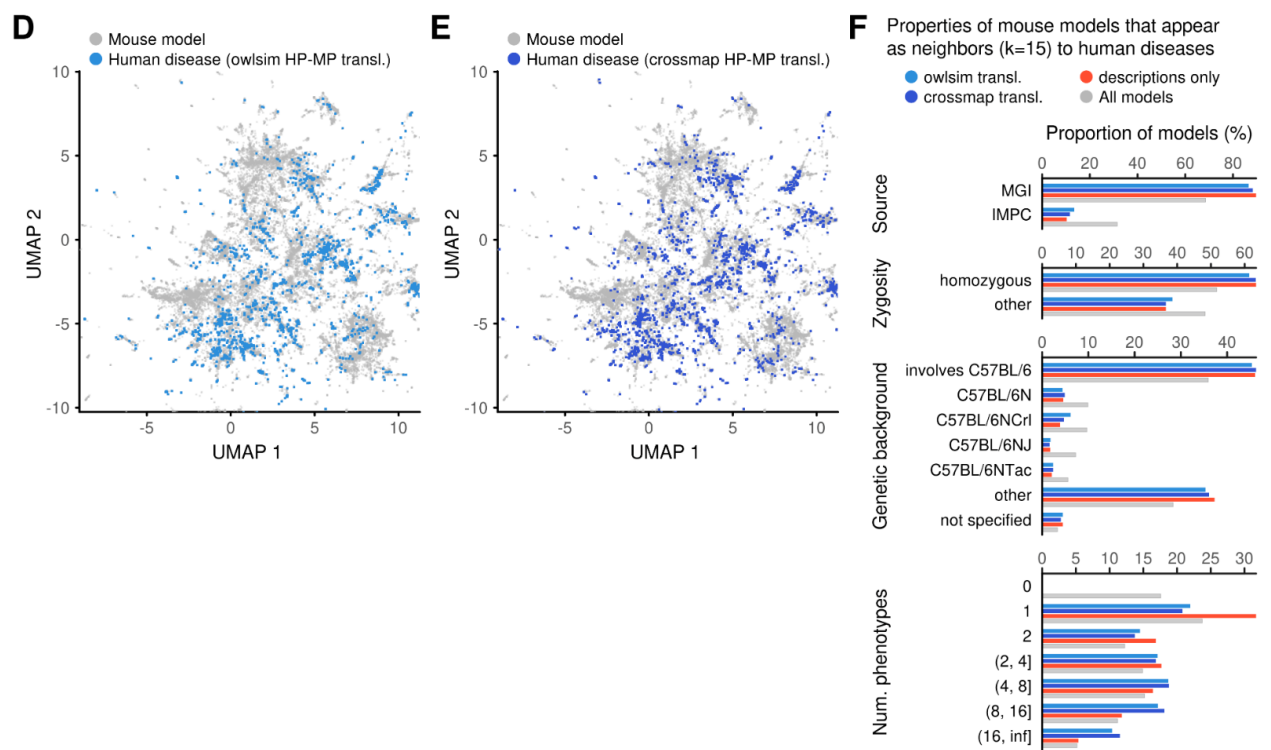 D
Mouse model
Human disease (owlsim HP-MP transl.)
10
5
0
-5
-10
UMAP 2
-5
0
5
10
UMAP 1
E
Mouse model
Human disease (crossmap HP-MP transl.)
10
5
0
-5
-10
UMAP 2
-5
0
5
10
UMAP 1
F
Properties of mouse models that appear
as neighbors (k=15) to human diseases
owlsim transl.
descriptions only
crossmap transl.
All models
Proportion of models (%)
0 20 40 60 80
Source
MGI
IMPC
0 10 20 30 40 50 60
Zygosity
homozygous
other
0 10 20 30 40
Genetic background
involves C57BL/6
C57BL/6N
C57BL/6NCrl
C57BL/6NJ
C57BL/6NTac
other
not specified
0 5 10 15 20 25 30
Num. phenotypes
0
1
2
(2, 4]
(4, 8]
(8, 16]
(16, inf]